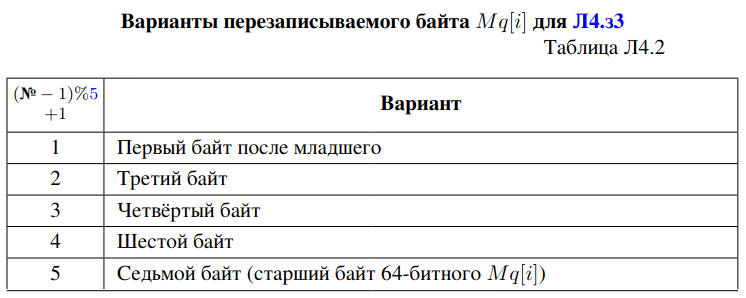 Варианты перезаписываемого байта Mq[i] для Л4.з3
Таблица Л4.2
(№ − 1)%5 Вариант
+1
1 Первый байт после младшего
2 Третий байт
3 Четвёртый байт
4 Шестой байт
5 Седьмой байт (старший байт 64-битного Mq[i])